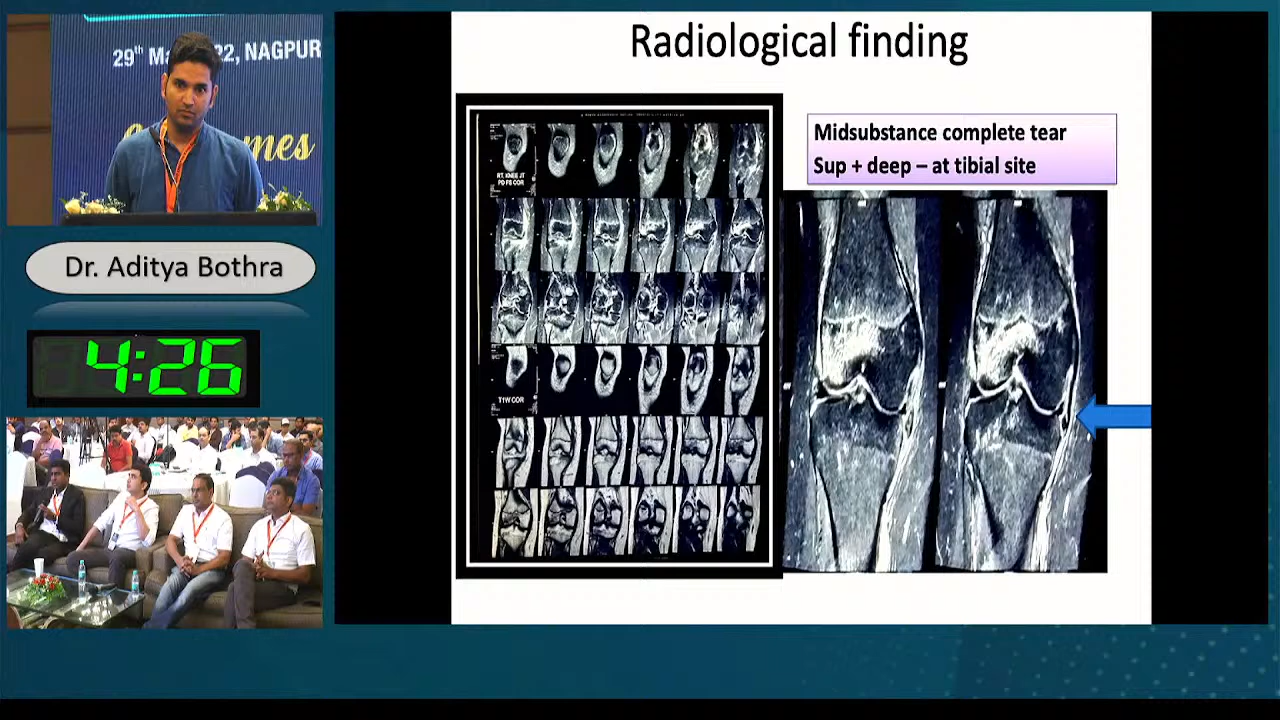 29th Ma 22, NAGPUR
mes
Dr. Aditya Bothra
4:26
Radiological finding
RT. KNEE JT
PD FS COR
T1W COR
Midsubstance complete tear
Sup + deep – at tibial site